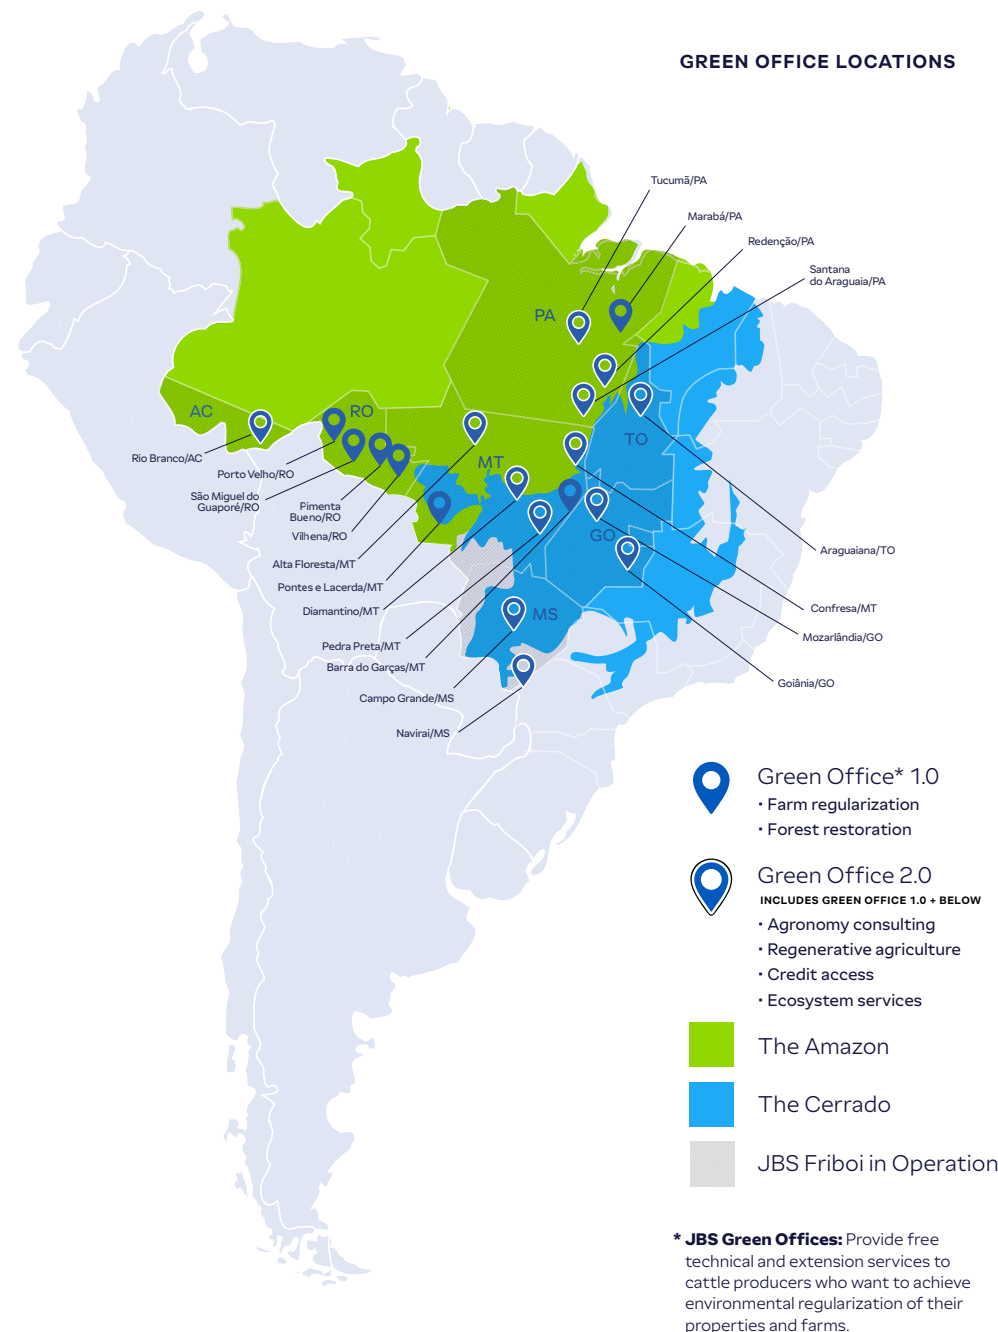 GREEN OFFICE LOCATIONS
Tucumã/PA
Marabá/PA
Redenção/PA
Santana
do Araguaia/PA
PA
AC
RO
TO
MT
GO
MS
Rio Branco/AC
Porto Velho/RO
São Miguel do
Guaporé/RO
Pimenta
Bueno/RO
Vilhena/RO
Alta Floresta/MT
Pontes e Lacerda/MT
Diamantino/MT
Pedra Preta/MT
Barra do Garças/MT
Campo Grande/MS
Naviraí/MS
Araguaiana/TO
Confresa/MT
Mozarlândia/GO
Goiânia/GO
Green Office* 1.0
• Farm regularization
• Forest restoration
Green Office 2.0
INCLUDES GREEN OFFICE 1.0 + BELOW
• Agronomy consulting
• Regenerative agriculture
• Credit access
• Ecosystem services
The Amazon
The Cerrado
JBS Friboi in Operation
* JBS Green Offices: Provide free
technical and extension services to
cattle producers who want to achieve
environmental regularization of their
properties and farms.